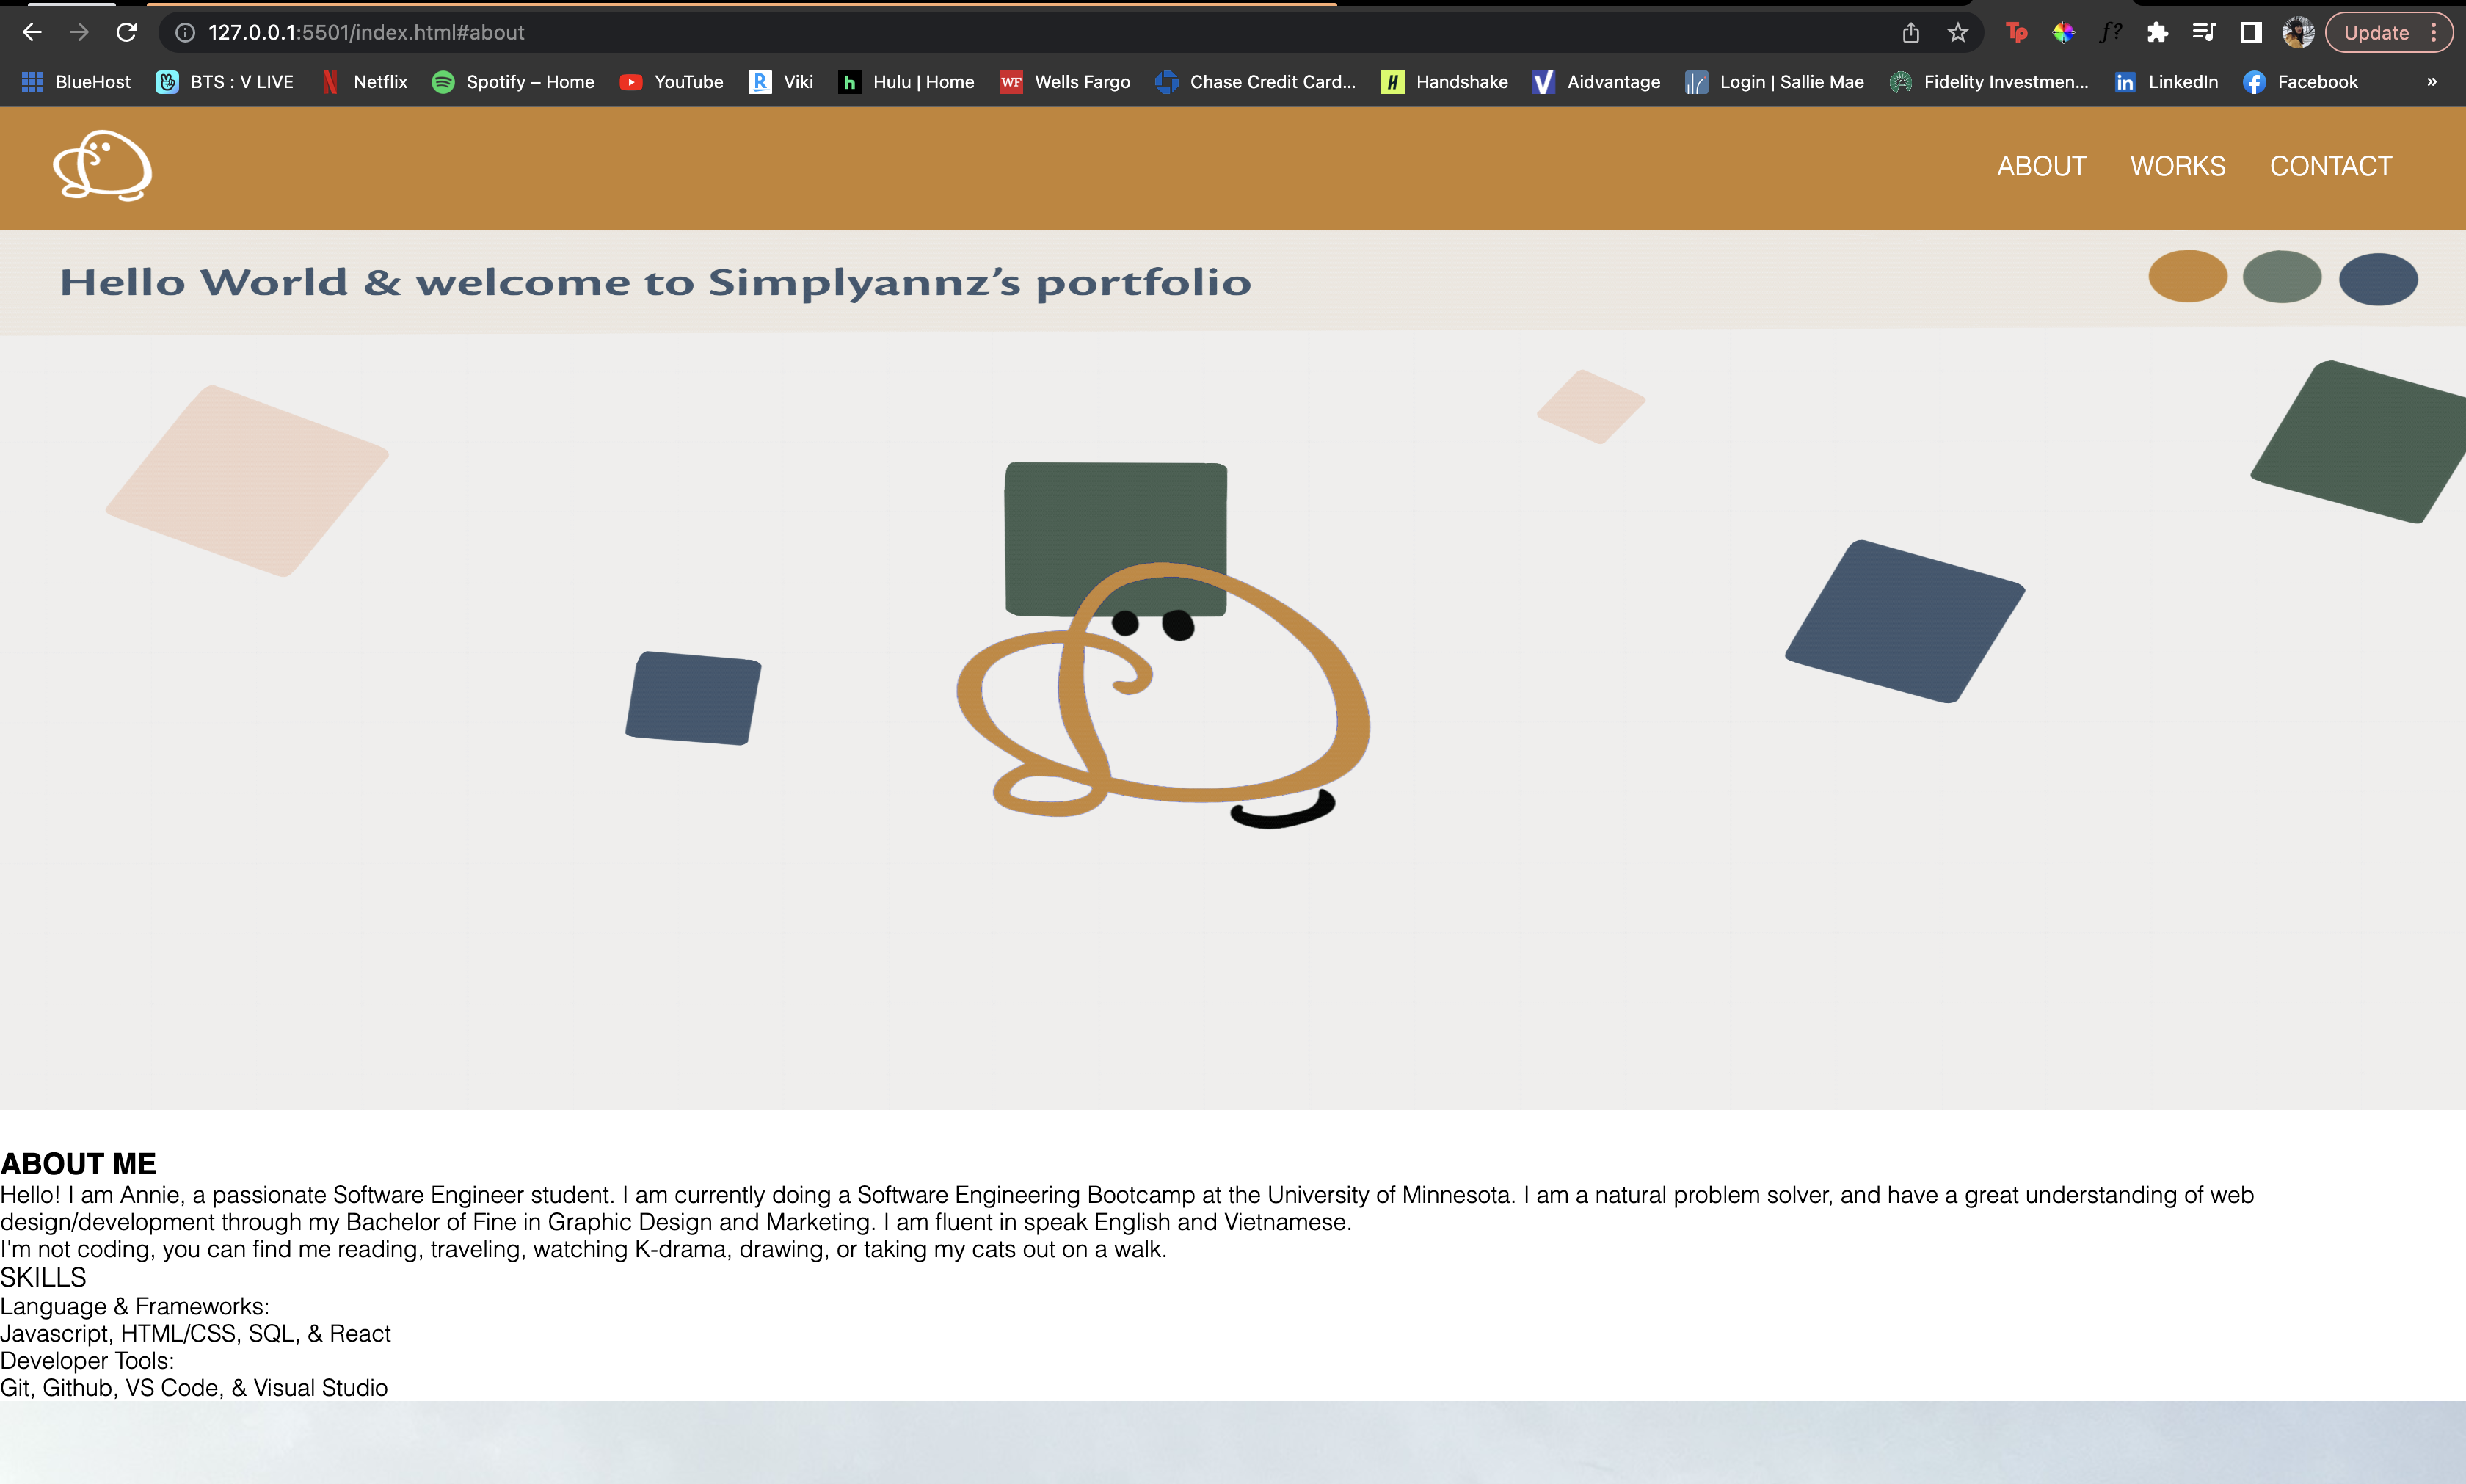 127.0.0.1:5501/index.html#about
Tp
f?
Update
BlueHost
BTS : V LIVE
Netflix
Spotify – Home
YouTube
R
Viki
h
Hulu | Home
WF
Wells Fargo
Chase Credit Card...
H
Handshake
V
Aidvantage
Login | Sallie Mae
Fidelity Investmen...
in
LinkedIn
f
Facebook
»
ABOUT
WORKS
CONTACT
Hello World & welcome to Simplyannz’s portfolio
ABOUT ME
Hello! I am Annie, a passionate Software Engineer student. I am currently doing a Software Engineering Bootcamp at the University of Minnesota. I am a natural problem solver, and have a great understanding of web
design/development through my Bachelor of Fine in Graphic Design and Marketing. I am fluent in speak English and Vietnamese.
I'm not coding, you can find me reading, traveling, watching K-drama, drawing, or taking my cats out on a walk.
SKILLS
Language & Frameworks:
Javascript, HTML/CSS, SQL, & React
Developer Tools:
Git, Github, VS Code, & Visual Studio